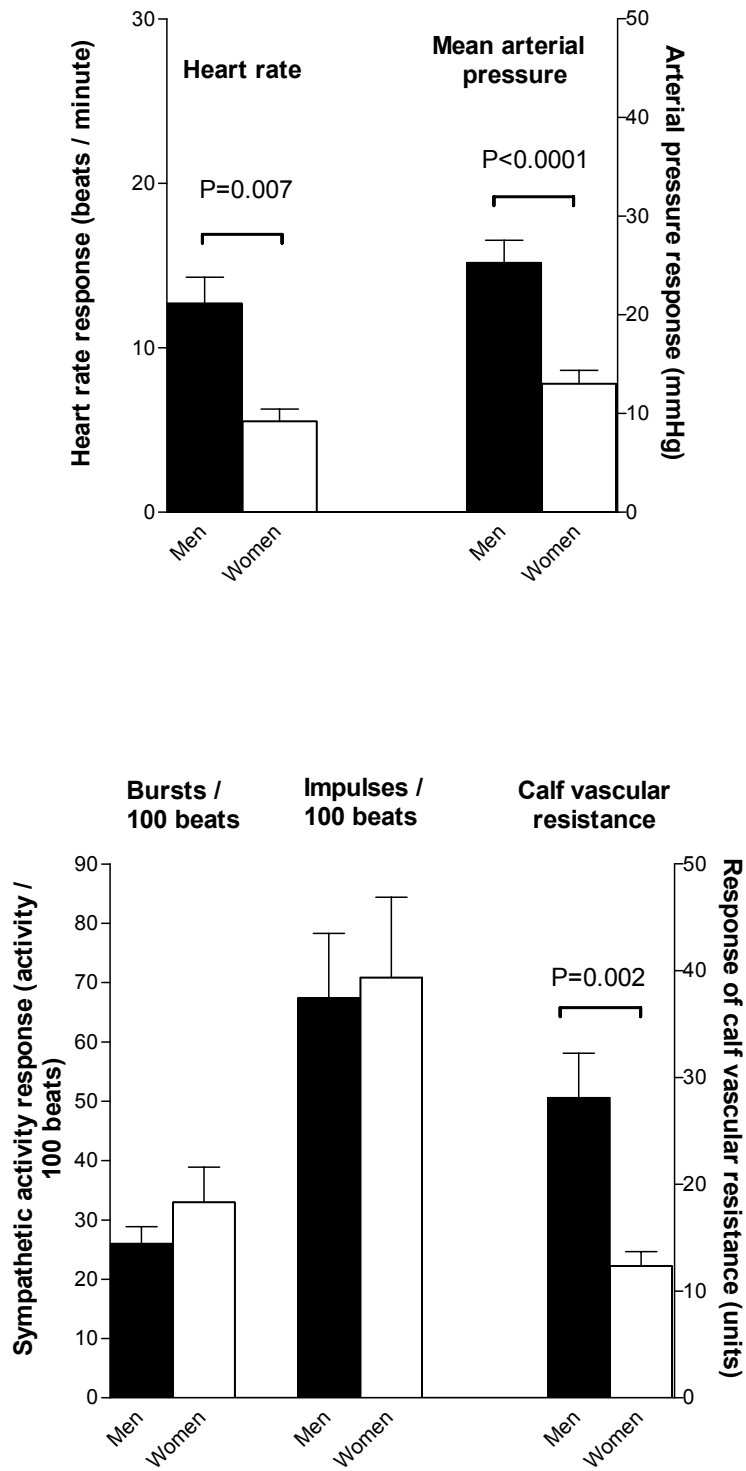 Heart rate
Mean arterial
pressure
P=0.007
P<0.0001
Heart rate response (beats / minute)
30
20
10
0
Arterial pressure response (mmHg)
50
40
30
20
10
0
Men
Women
Men
Women
Bursts /
100 beats
Impulses /
100 beats
Calf vascular
resistance
P=0.002
Sympathetic activity response (activity /
100 beats)
90
80
70
60
50
40
30
20
10
0
Response of calf vascular
resistance (units)
50
40
30
20
10
0
Men
Women
Men
Women
Men
Women